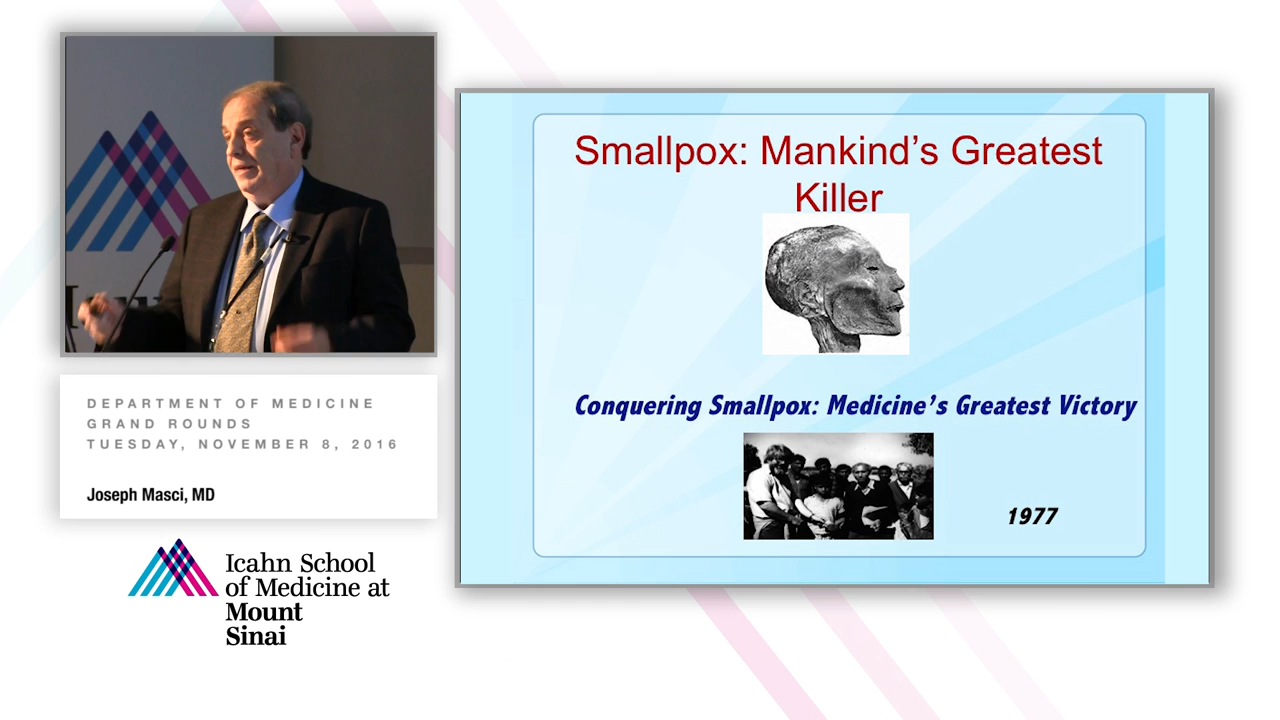 DEPARTMENT OF MEDICINE
GRAND ROUNDS
TUESDAY, NOVEMBER 8, 2016
Joseph Masci, MD
Icahn School
of Medicine at
Mount
Sinai
Smallpox: Mankind’s Greatest
Killer
Conquering Smallpox: Medicine’s Greatest Victory
1977